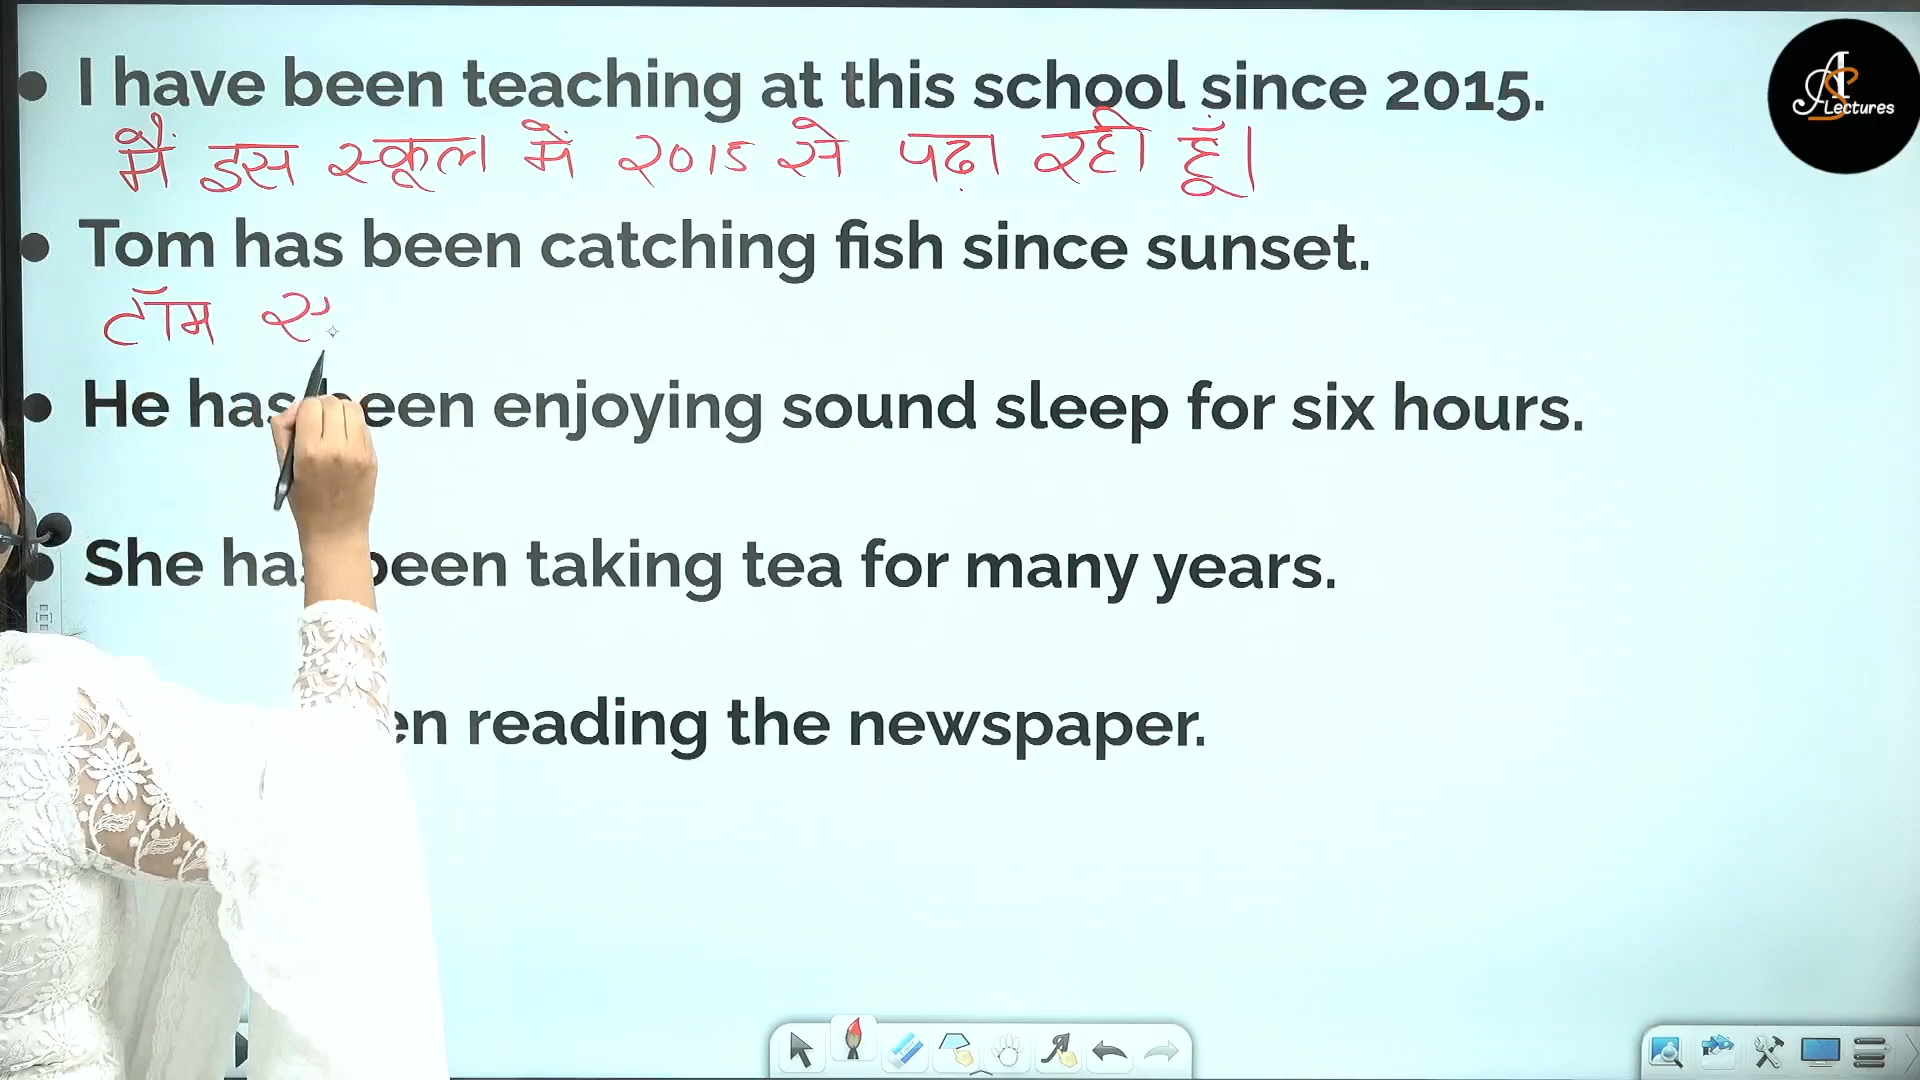 I have been teaching at this school since 2015.
मैं इस स्कूल में २०15 से पढ़ा रही हूँ।
Tom has been catching fish since sunset.
टॉम
He has been enjoying sound sleep for six hours.
She has been taking tea for many years.
reading the newspaper.
AS Lectures